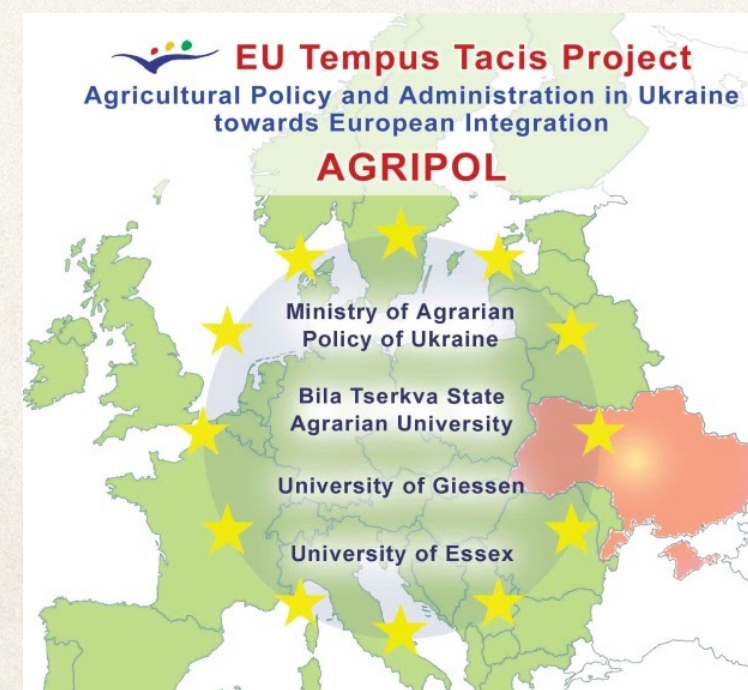 EU Tempus Tacis Project
Agricultural Policy and Administration in Ukraine
towards European Integration
AGRIPOL
Ministry of Agrarian
Policy of Ukraine
Bila Tserkva State
Agrarian University
University of Giessen
University of Essex